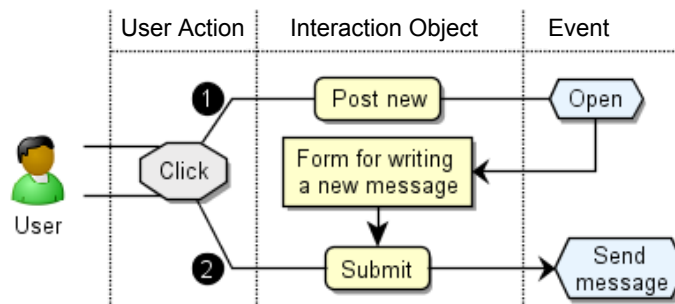 User Action Interaction Object Event
1 Post new Open
Click
Form for writing
a new message
User
2 Submit Send
message